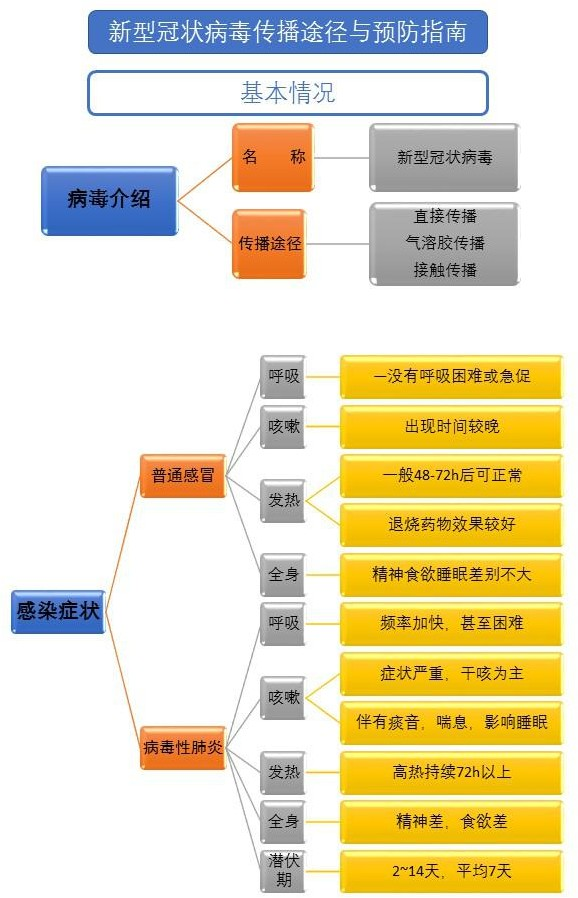 新型冠状病毒传播途径与预防指南
基本情况
病毒介绍
名 称
新型冠状病毒
传播途径
直接传播
气溶胶传播
接触传播
感染症状
普通感冒
呼吸
一没有呼吸困难或急促
咳嗽
出现时间较晚
发热
一般48-72h后可正常
退烧药物效果较好
全身
精神食欲睡眠差别不大
病毒性肺炎
呼吸
频率加快，甚至困难
咳嗽
症状严重，干咳为主
伴有痰音，喘息，影响睡眠
发热
高热持续72h以上
全身
精神差，食欲差
潜伏
期
2~14天，平均7天